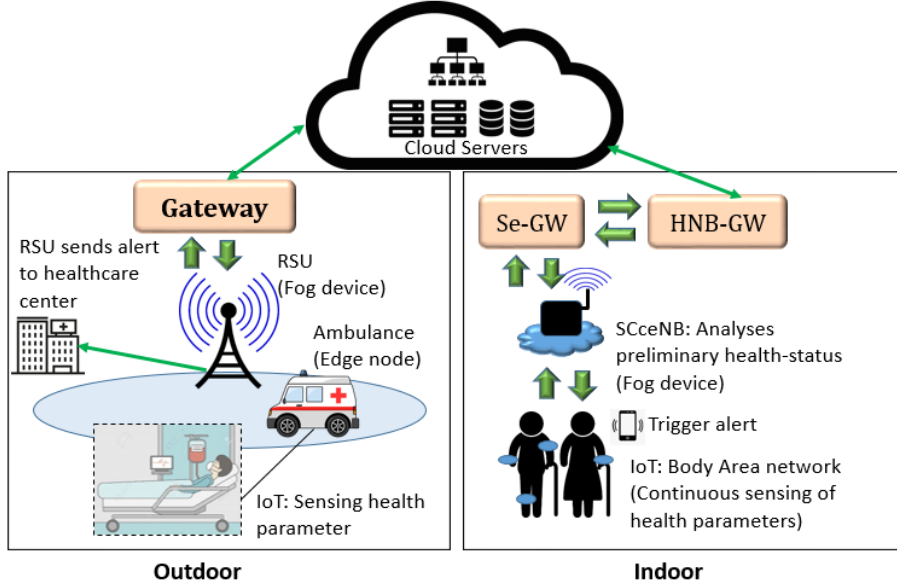 Cloud Servers
Gateway
RSU sends alert
to healthcare
center
RSU
(Fog device)
Ambulance
(Edge node)
IoT: Sensing health
parameter
Outdoor
Se-GW
HNB-GW
SCceNB: Analyses
preliminary health-status
(Fog device)
Trigger alert
IoT: Body Area network
(Continuous sensing of
health parameters)
Indoor